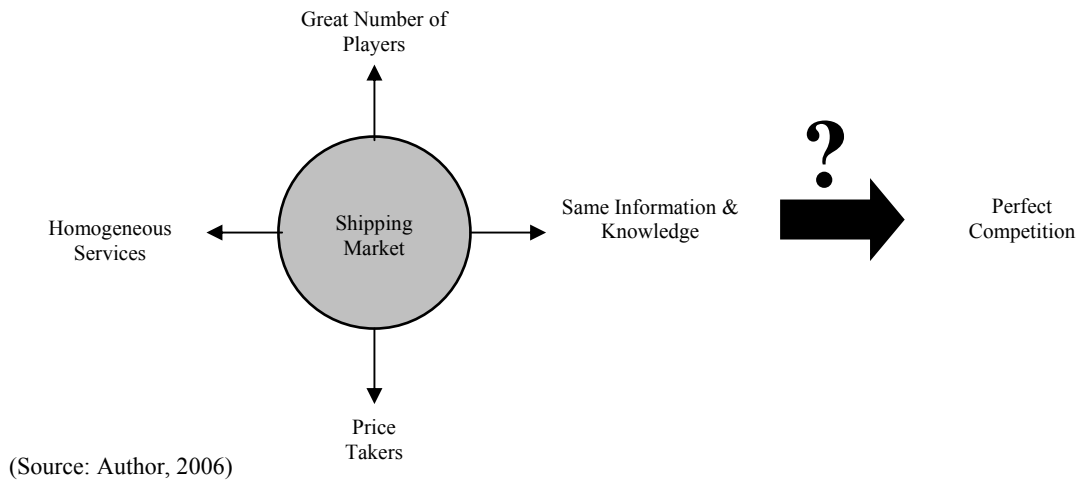 Great Number of
Players
?
Shipping
Market
Homogeneous
Services
Same Information &
Knowledge
Perfect
Competition
Price
Takers
(Source: Author, 2006)